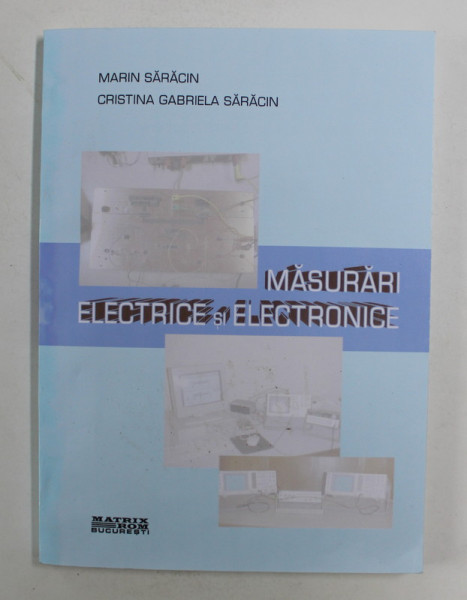 MARIN SĂRĂCIN
CRISTINA GABRIELA SĂRĂCIN
MĂSURĂRI
ELECTRICE și ELECTRONICE
MATRIX
ROM
BUCUREȘTI